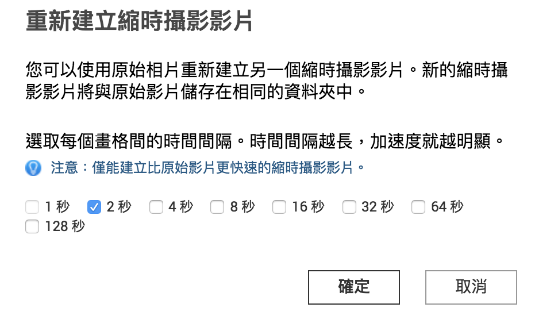 重新建立縮時攝影影片
您可以使用原始相片重新建立另一個縮時攝影影片。新的縮時攝
影影片將與原始影片儲存在相同的資料夾中。
選取每個畫格間的時間間隔。時間間隔越長，加速度就越明顯。
注意：僅能建立比原始影片更快速的縮時攝影影片。
1 秒 2 秒 4 秒 8 秒 16 秒 32 秒 64 秒
128 秒
確定 取消